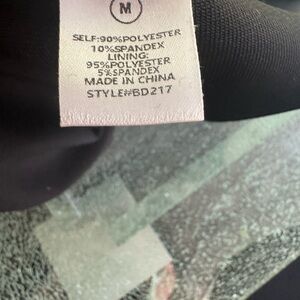 M
SELF:90%POLYESTER
10%SPANDEX
LINING:
95%POLYESTER
5%SPANDEX
MADE IN CHINA
STYLE#BD217